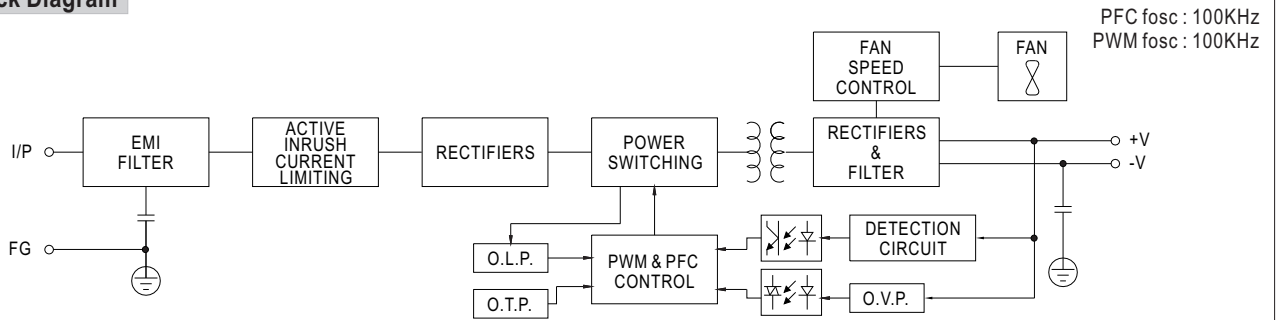 ck Diagram
PFC fosc : 100KHz
PWM fosc : 100KHz
FAN
SPEED
CONTROL
FAN
I/P
EMI
FILTER
ACTIVE
INRUSH
CURRENT
LIMITING
RECTIFIERS
POWER
SWITCHING
RECTIFIERS
&
FILTER
+V
-V
FG
O.L.P.
O.T.P.
PWM & PFC
CONTROL
DETECTION
CIRCUIT
O.V.P.